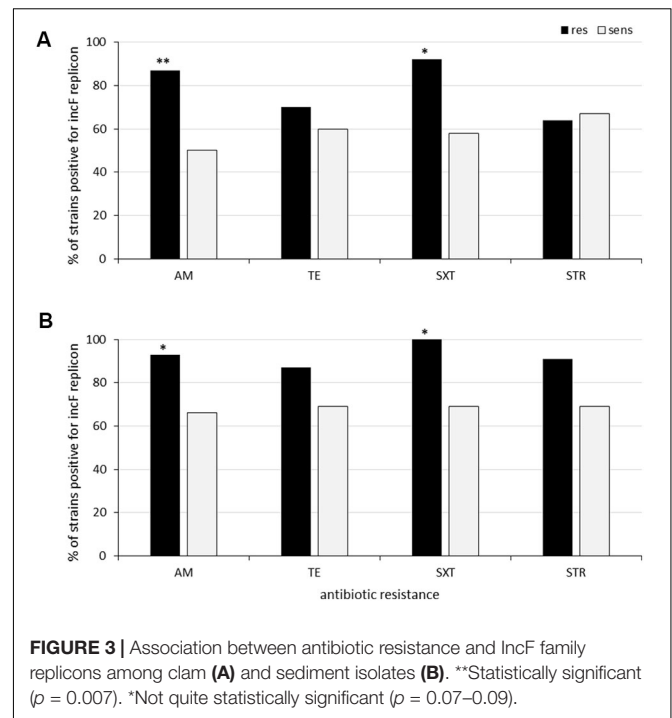 A
■ res □ sens
% of strains positive for incF replicon
100
80
60
40
20
0
**
*
AM TE SXT STR
B
% of strains positive for incF replicon
100
80
60
40
20
0
*
*
AM TE SXT STR
antibiotic resistance
FIGURE 3 | Association between antibiotic resistance and IncF family
replicons among clam (A) and sediment isolates (B). **Statistically significant
(p = 0.007). *Not quite statistically significant (p = 0.07–0.09).